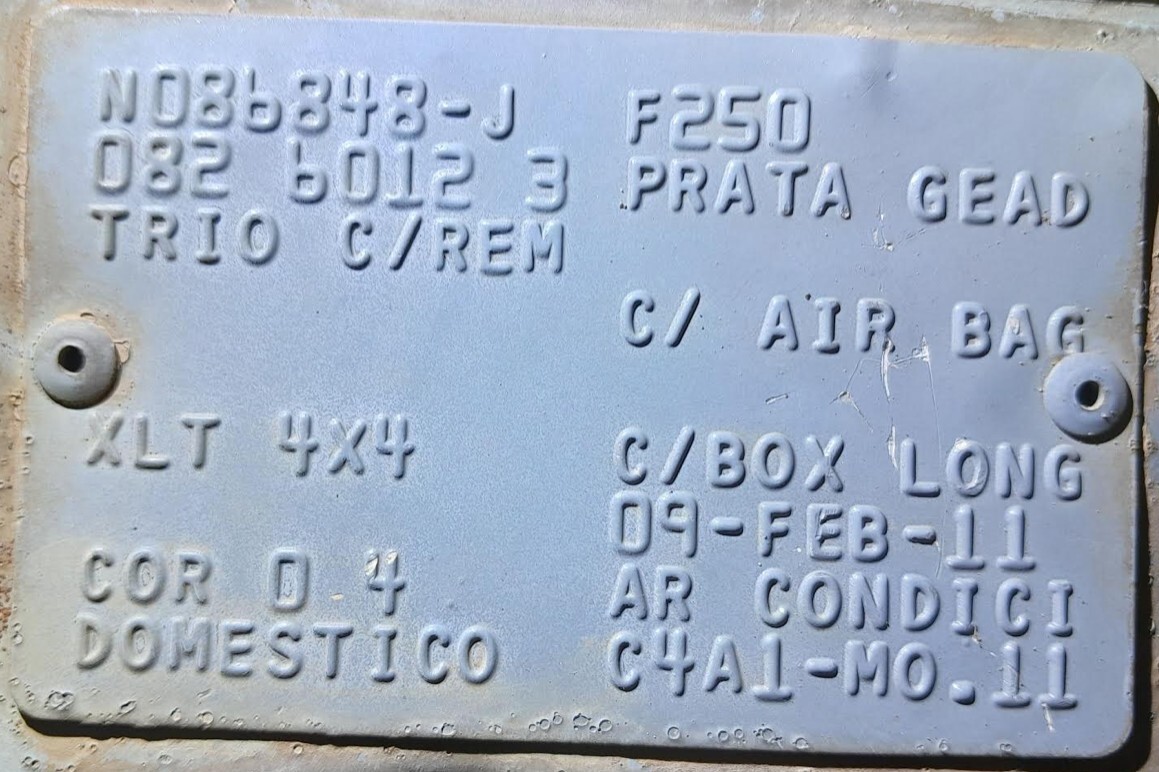 N086848-J F250
082 6012 3 PRATA GEAD
TRIO C/REM
C/ AIR BAG
XLT 4X4 C/BOX LONG
09-FEB-11
COR D 4 AR CONDICI
DOMESTICO C4A1-MO.11